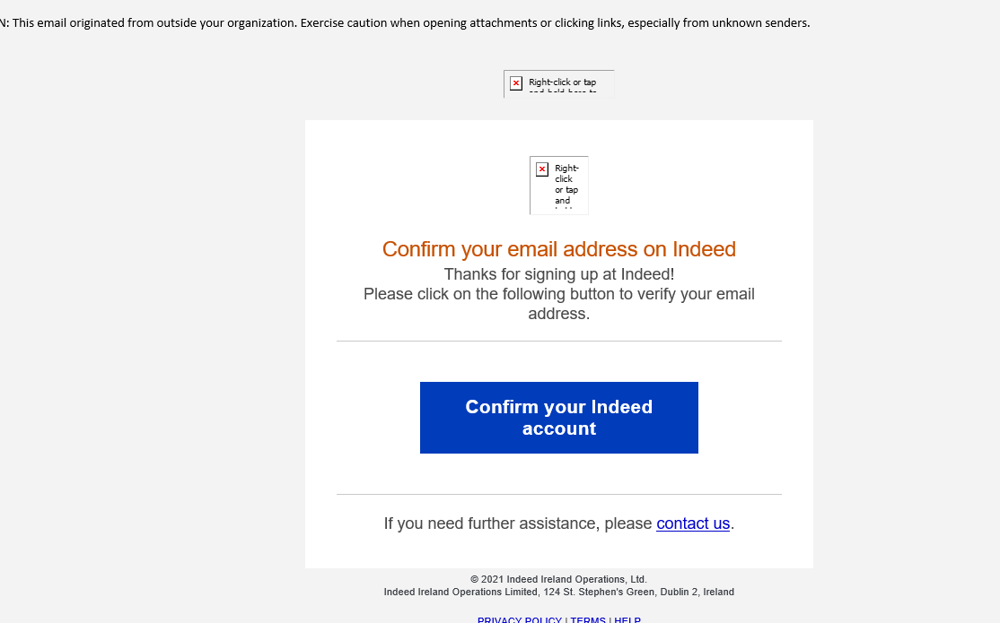 N: This email originated from outside your organization. Exercise caution when opening attachments or clicking links, especially from unknown senders.
Right-click or tap
and hold here to
Right-
click
or tap
and
Confirm your email address on Indeed
Thanks for signing up at Indeed!
Please click on the following button to verify your email
address.
Confirm your Indeed
account
If you need further assistance, please contact us.
© 2021 Indeed Ireland Operations, Ltd.
Indeed Ireland Operations Limited, 124 St. Stephen's Green, Dublin 2, Ireland
PRIVACY POLICY | TERMS | HELP